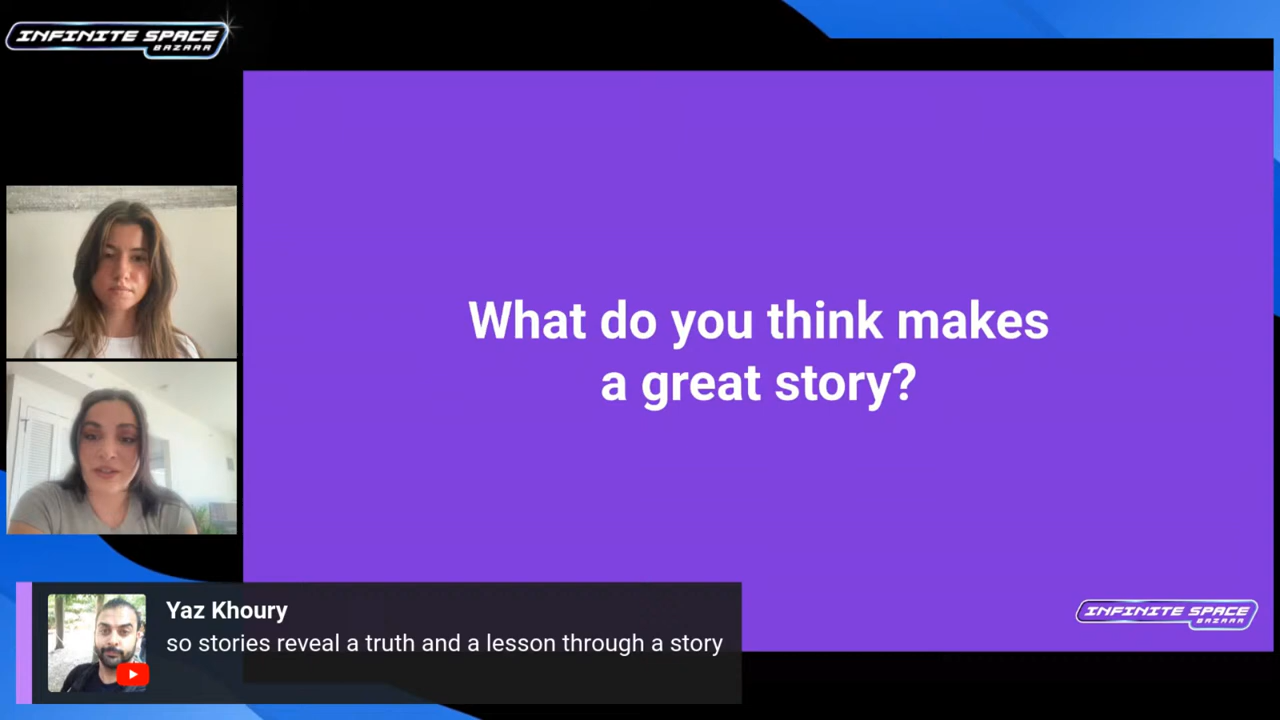 INFINITE SPACE
BAZAAR
What do you think makes
a great story?
Yaz Khoury
so stories reveal a truth and a lesson through a story
INFINITE SPACE
BAZAAR